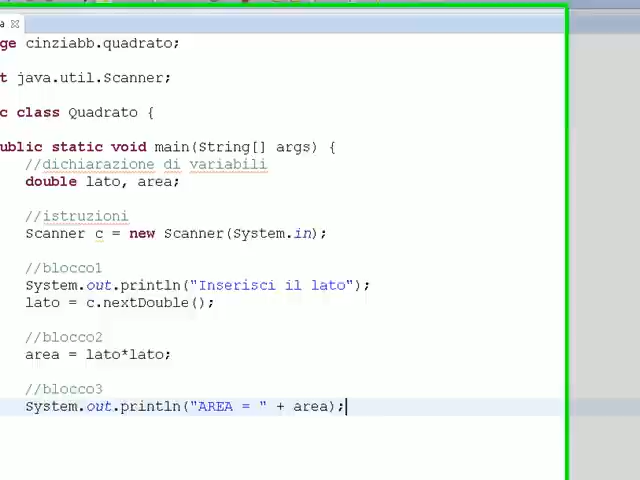 a
ge cinziabb.quadrato;
t java.util.Scanner;
c class Quadrato {
ublic static void main(String[] args) {
//dichiarazione di variabili
double lato, area;
//istruzioni
Scanner c = new Scanner(System.in);
//blocco1
System.out.println("Inserisci il lato");
lato = c.nextDouble();
//blocco2
area = lato*lato;
//blocco3
System.out.println("AREA = " + area);